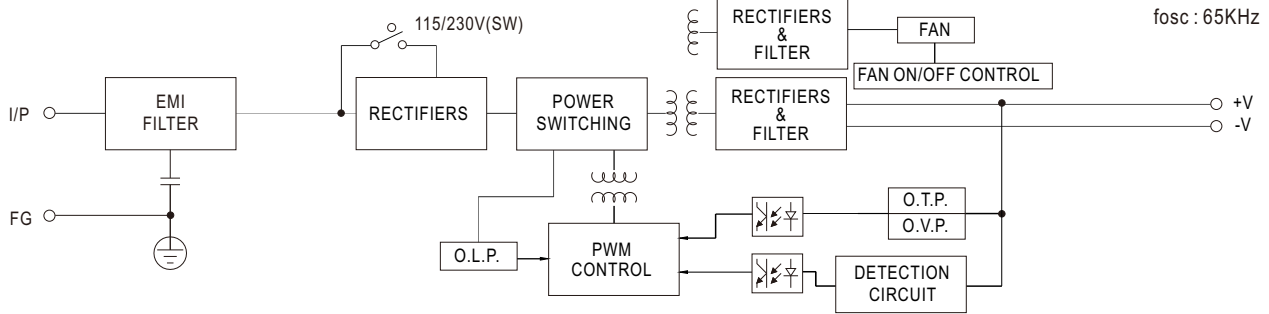 fosc : 65KHz
115/230V(SW)
RECTIFIERS
&
FILTER
FAN
FAN ON/OFF CONTROL
I/P
EMI
FILTER
RECTIFIERS
POWER
SWITCHING
RECTIFIERS
&
FILTER
+V
-V
FG
O.L.P.
PWM
CONTROL
O.T.P.
O.V.P.
DETECTION
CIRCUIT